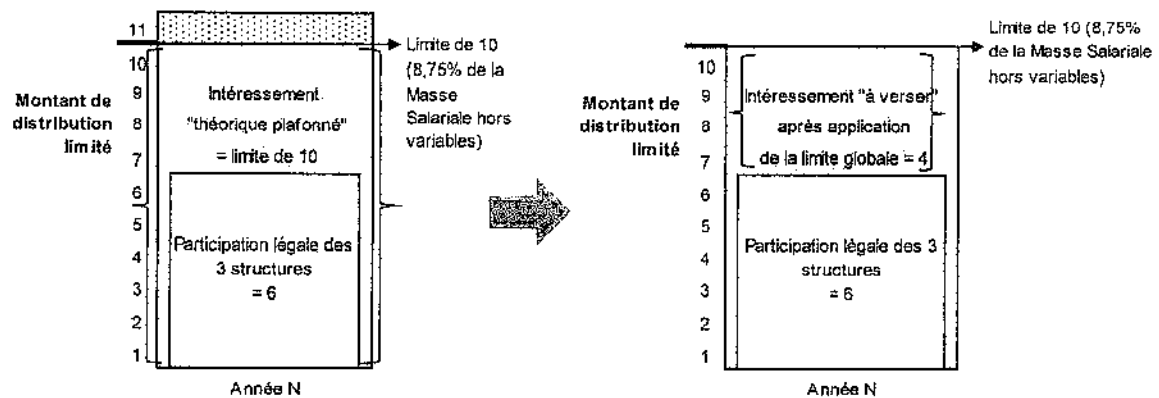 11
10
9
8
7
6
5
4
3
2
1
Montant de
distribution
limité
Intéressement
"théorique plafonné"
= limite de 10
Participation légale des
3 structures
= 6
Année N
Limite de 10
(8,75% de la
Masse
Salariale hors
variables)
10
9
8
7
6
5
4
3
2
1
Montant de
distribution
limité
Intéressement "à verser"
après application
de la limite globale = 4
Participation légale des 3
structures
= 6
Année N
Limite de 10 (8,75%
de la Masse Salariale
hors variables)